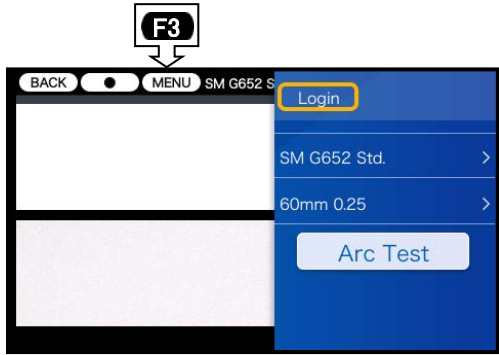 F3
BACK ● MENU SM G652 S
Login
SM G652 Std. >
60mm 0.25 >
Arc Test